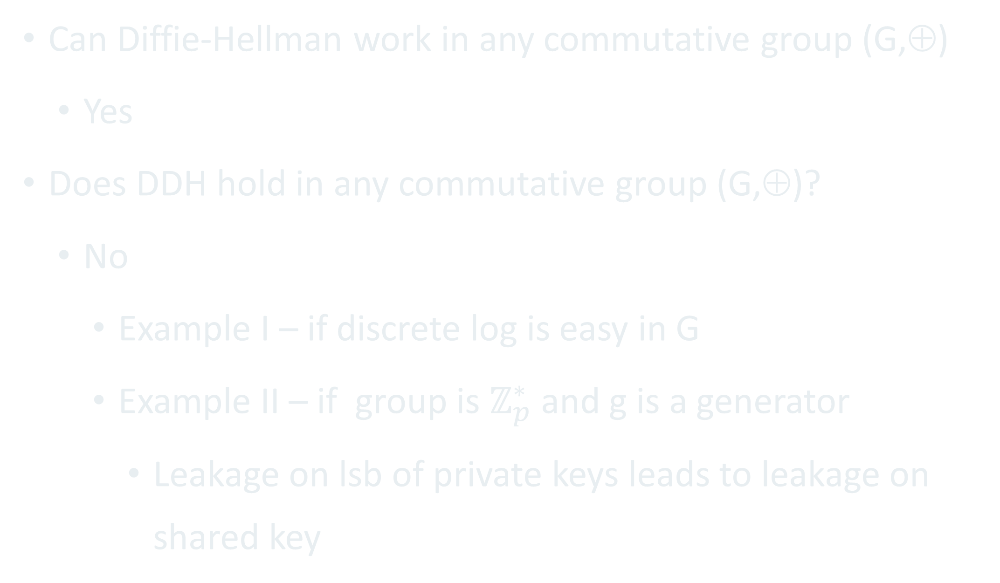 • Can Diffie-Hellman work in any commutative group (G,⊕)
• Yes
• Does DDH hold in any commutative group (G,⊕)?
• No
• Example I – if discrete log is easy in G
• Example II – if group is ℤ*p and g is a generator
• Leakage on lsb of private keys leads to leakage on
shared key